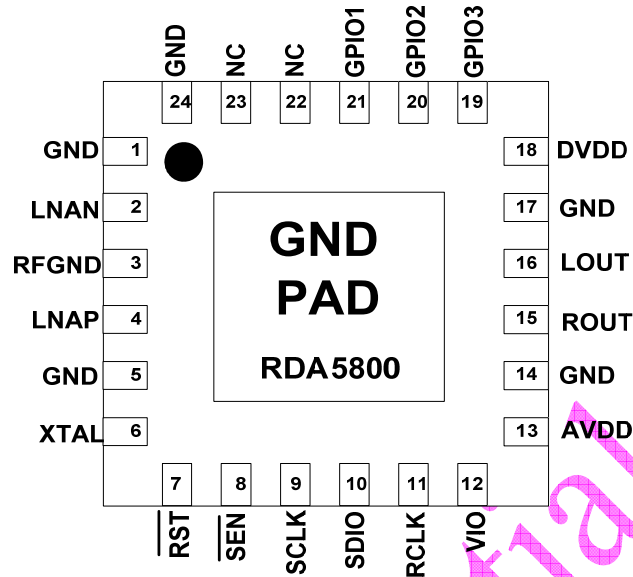 GND
NC
NC
GPIO1
GPIO2
GPIO3
24
23
22
21
20
19
GND 1
18 DVDD
LNAN 2
17 GND
RFGND 3
16 LOUT
LNAP 4
15 ROUT
GND 5
14 GND
XTAL 6
13 AVDD
GND
PAD
RDA5800
7
8
9
10
11
12
RST
SEN
SCLK
SDIO
RCLK
VIO